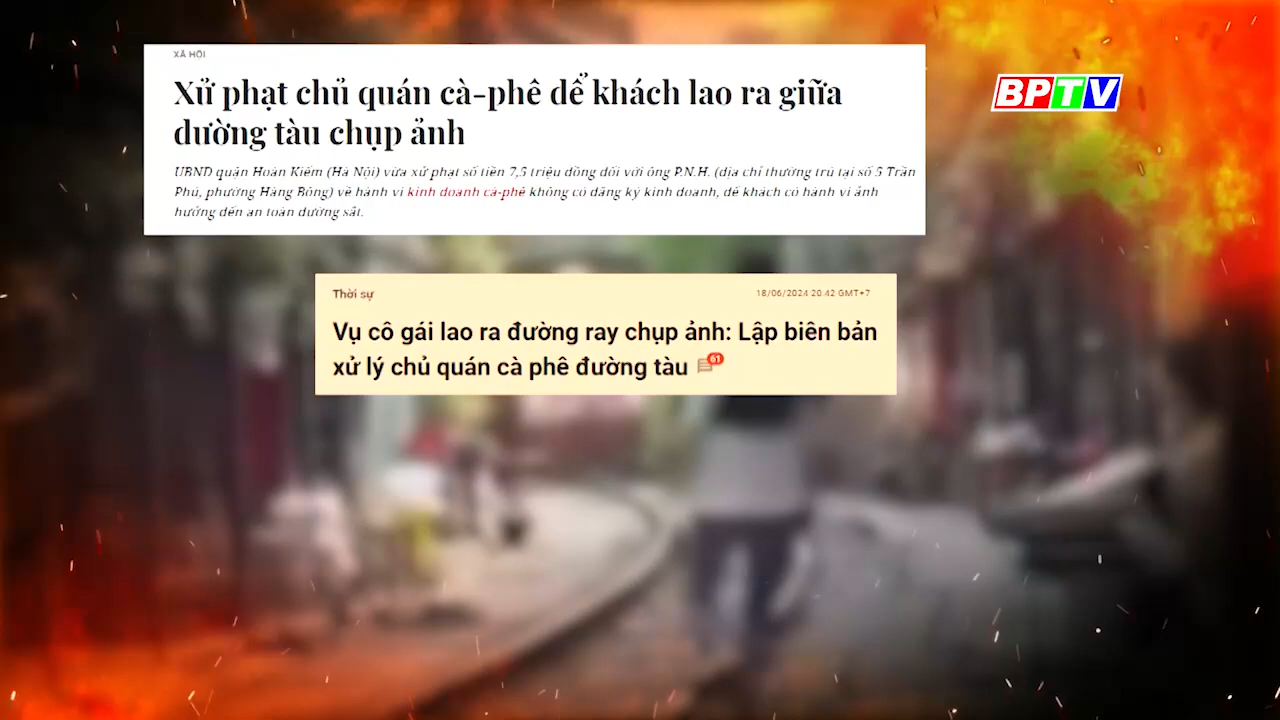 XÃ HỘI
BPTV
Xử phạt chủ quán cà-phê để khách lao ra giữa
đường tàu chụp ảnh
UBND quận Hoàn Kiếm (Hà Nội) vừa xử phạt số tiền 7,5 triệu đồng đối với ông P.N.H. (địa chỉ thường trú tại số 5 Trần
Phú, phường Hàng Bông) về hành vi kinh doanh cà-phê không có đăng ký kinh doanh, để khách có hành vi ảnh
hưởng đến an toàn đường sắt.
Thời sự
18/06/2024 20:42 GMT+7
Vụ cô gái lao ra đường ray chụp ảnh: Lập biên bản
xử lý chủ quán cà phê đường tàu 61